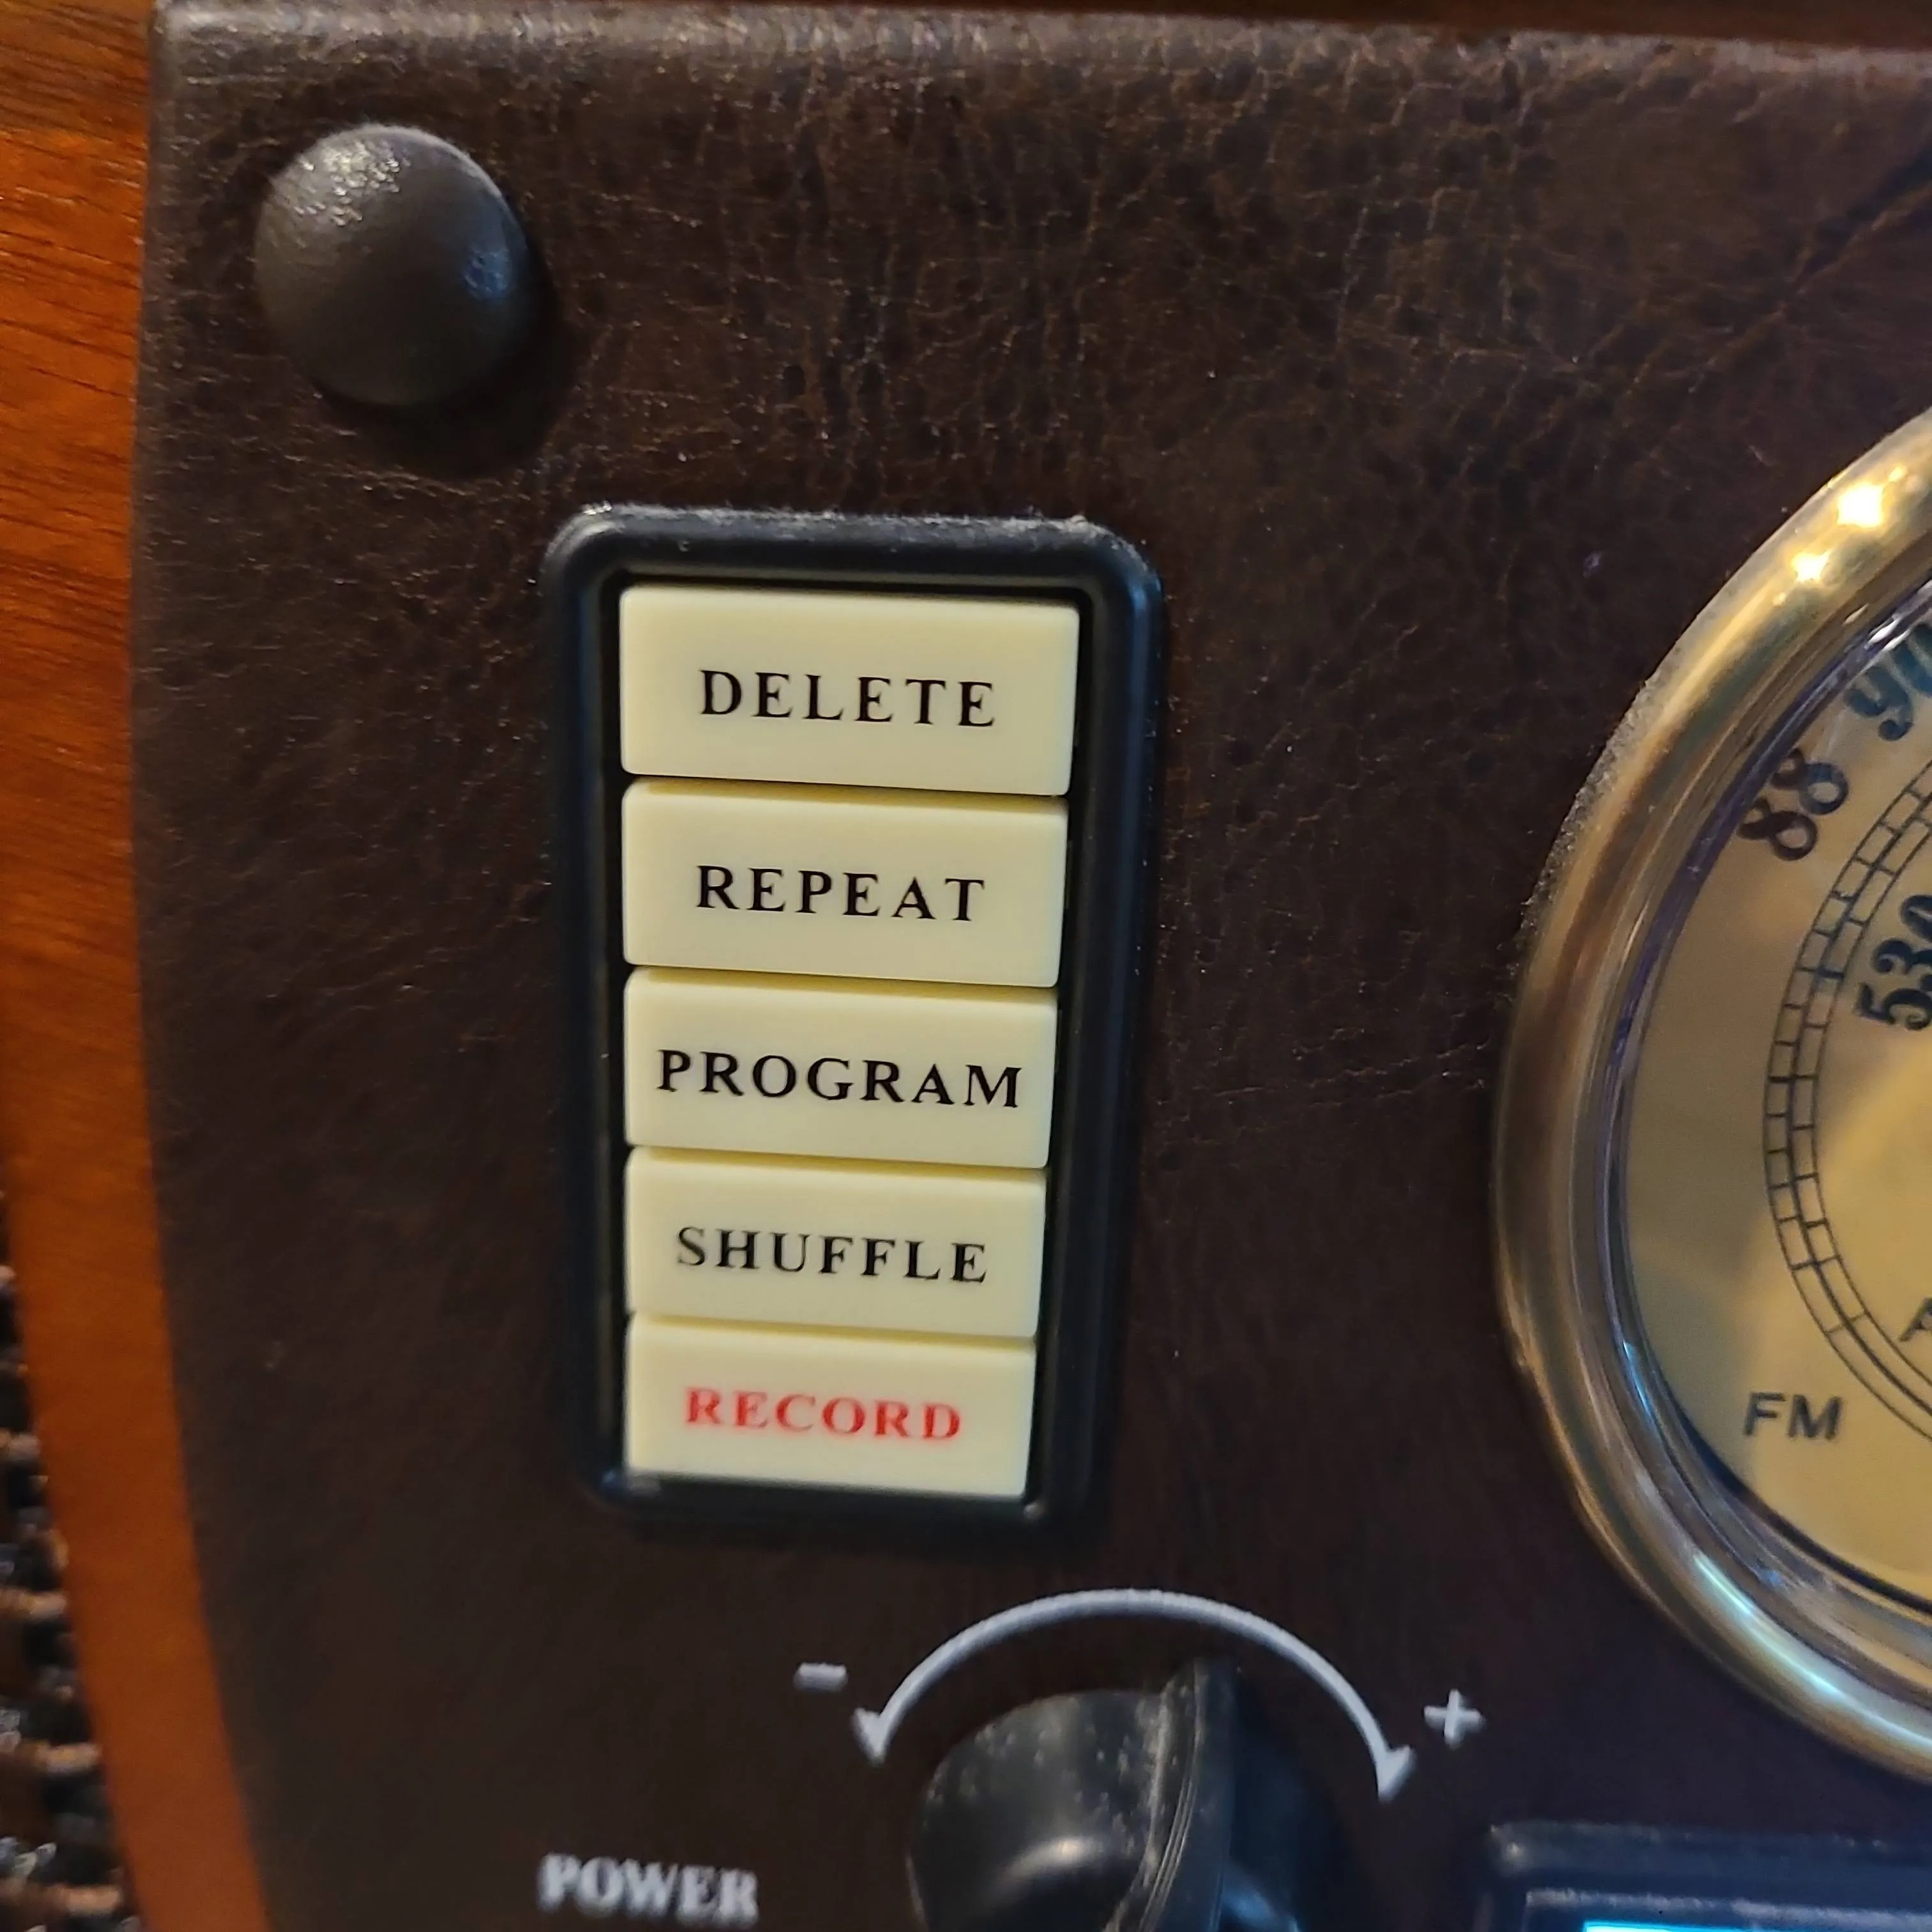 DELETE
REPEAT
PROGRAM
SHUFFLE
RECORD
88
530
FM
-
+
POWER